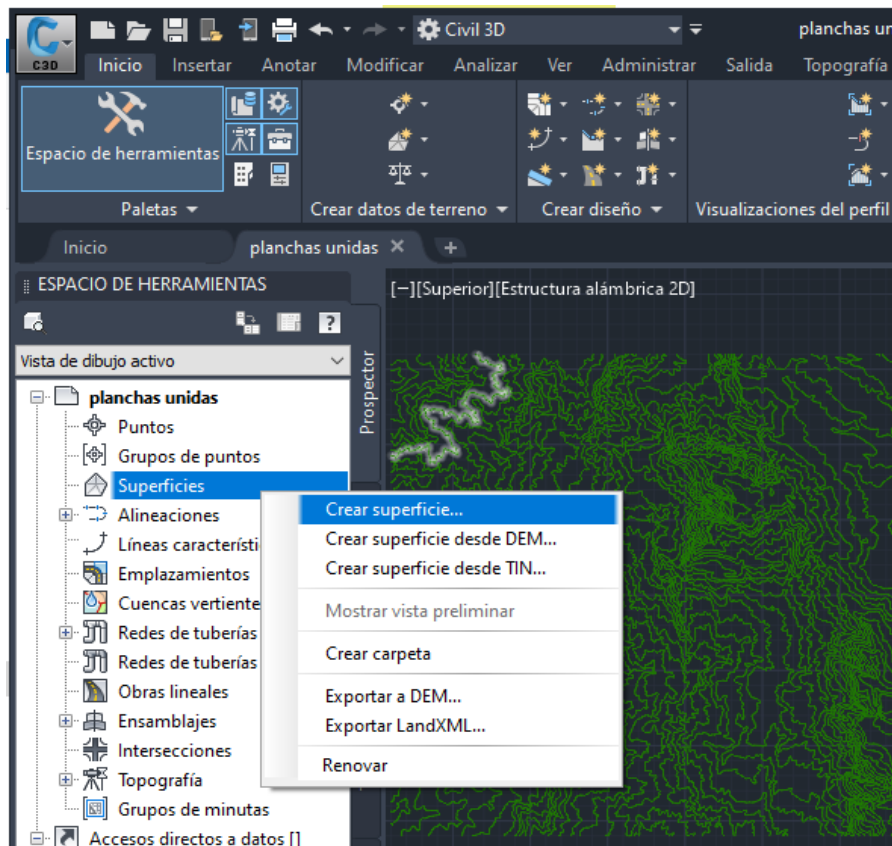 Civil 3D
planchas un
C3D
Inicio Insertar Anotar Modificar Analizar Ver Administrar Salida Topografía
Espacio de herramientas
Paletas Crear datos de terreno Crear diseño Visualizaciones del perfil
Inicio planchas unidas
ESPACIO DE HERRAMIENTAS
[−][Superior][Estructura alámbrica 2D]
Vista de dibujo activo
Prospector
planchas unidas
Puntos
Grupos de puntos
Superficies
Alineaciones
Líneas característi
Emplazamientos
Cuencas vertiente
Redes de tuberías
Redes de tuberías
Obras lineales
Ensamblajes
Intersecciones
Topografía
Grupos de minutas
Accesos directos a datos []
Crear superficie...
Crear superficie desde DEM...
Crear superficie desde TIN...
Mostrar vista preliminar
Crear carpeta
Exportar a DEM...
Exportar LandXML...
Renovar